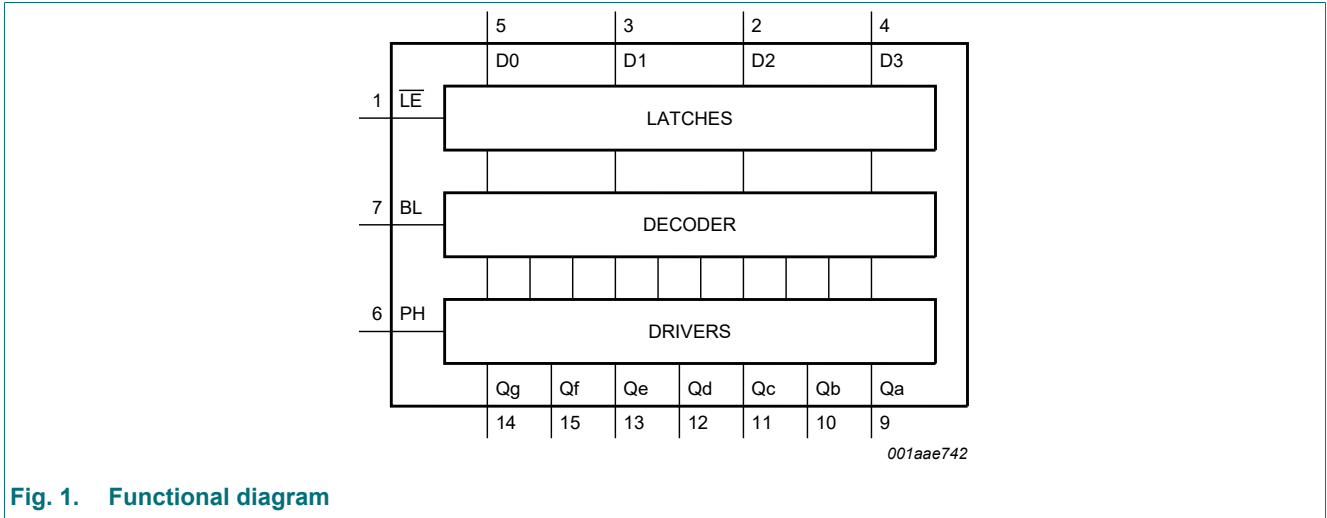 5 3 2 4
D0 D1 D2 D3
1 L̅E̅
LATCHES
7 BL
DECODER
6 PH
DRIVERS
Qg Qf Qe Qd Qc Qb Qa
14 15 13 12 11 10 9
001aae742
Fig. 1. Functional diagram